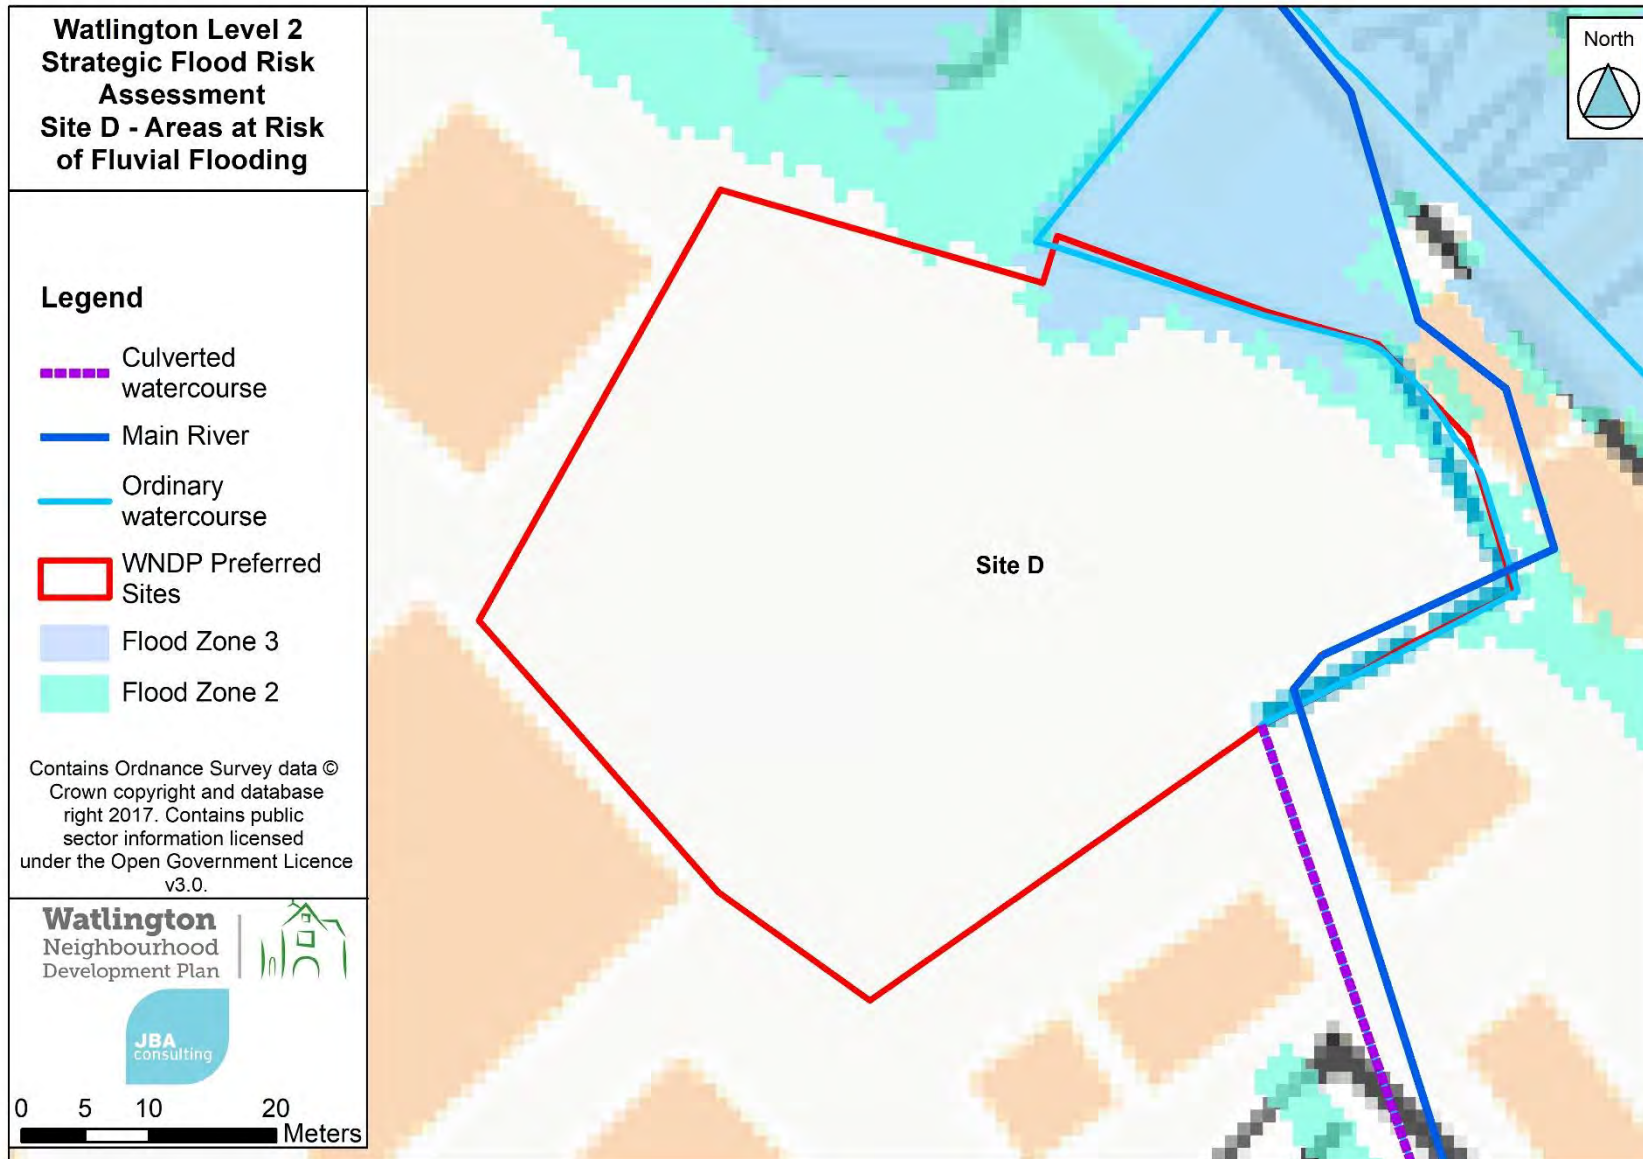 Watlington Level 2
Strategic Flood Risk
Assessment
Site D - Areas at Risk
of Fluvial Flooding
Legend
Culverted
watercourse
Main River
Ordinary
watercourse
WNDP Preferred
Sites
Flood Zone 3
Flood Zone 2
Contains Ordnance Survey data ©
Crown copyright and database
right 2017. Contains public
sector information licensed
under the Open Government Licence
v3.0.
Watlington
Neighbourhood
Development Plan
JBA
consulting
0 5 10 20
Meters
Site D
North